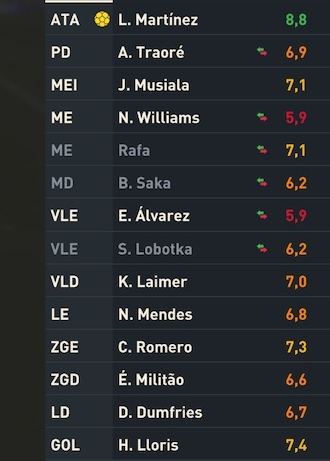 ATA L. Martínez 8,8
PD A. Traoré 6,9
MEI J. Musiala 7,1
ME N. Williams 5,9
ME Rafa 7,1
MD B. Saka 6,2
VLE E. Álvarez 5,9
VLE S. Lobotka 6,2
VLD K. Laimer 7,0
LE N. Mendes 6,8
ZGE C. Romero 7,3
ZGD É. Militão 6,6
LD D. Dumfries 6,7
GOL H. Lloris 7,4